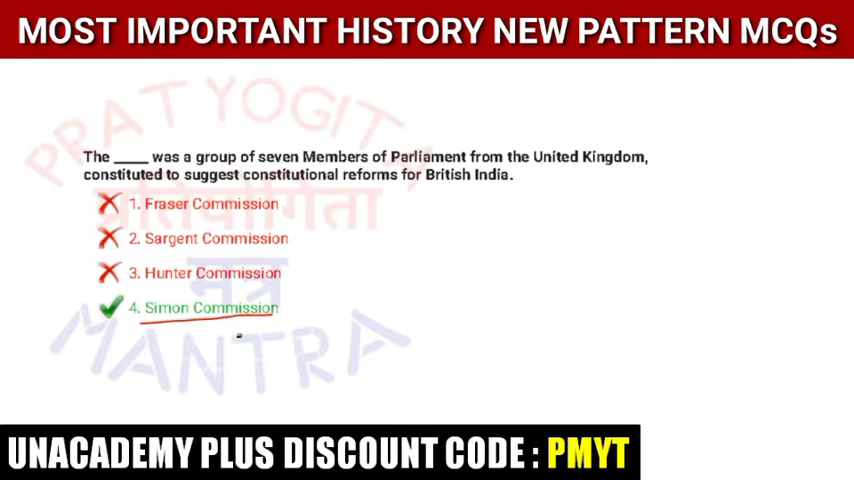 MOST IMPORTANT HISTORY NEW PATTERN MCQs
PRATYOGITA
The _____ was a group of seven Members of Parliament from the United Kingdom,
constituted to suggest constitutional reforms for British India.
1. Fraser Commission
प्रतियोगिता
2. Sargent Commission
3. Hunter Commission
मंत्र
4. Simon Commission
MANTRA
UNACADEMY PLUS DISCOUNT CODE : PMYT